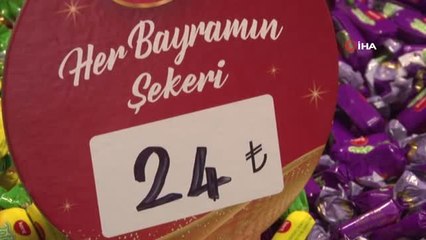 İHA
Her Bayramın
Şekeri
24 ₺